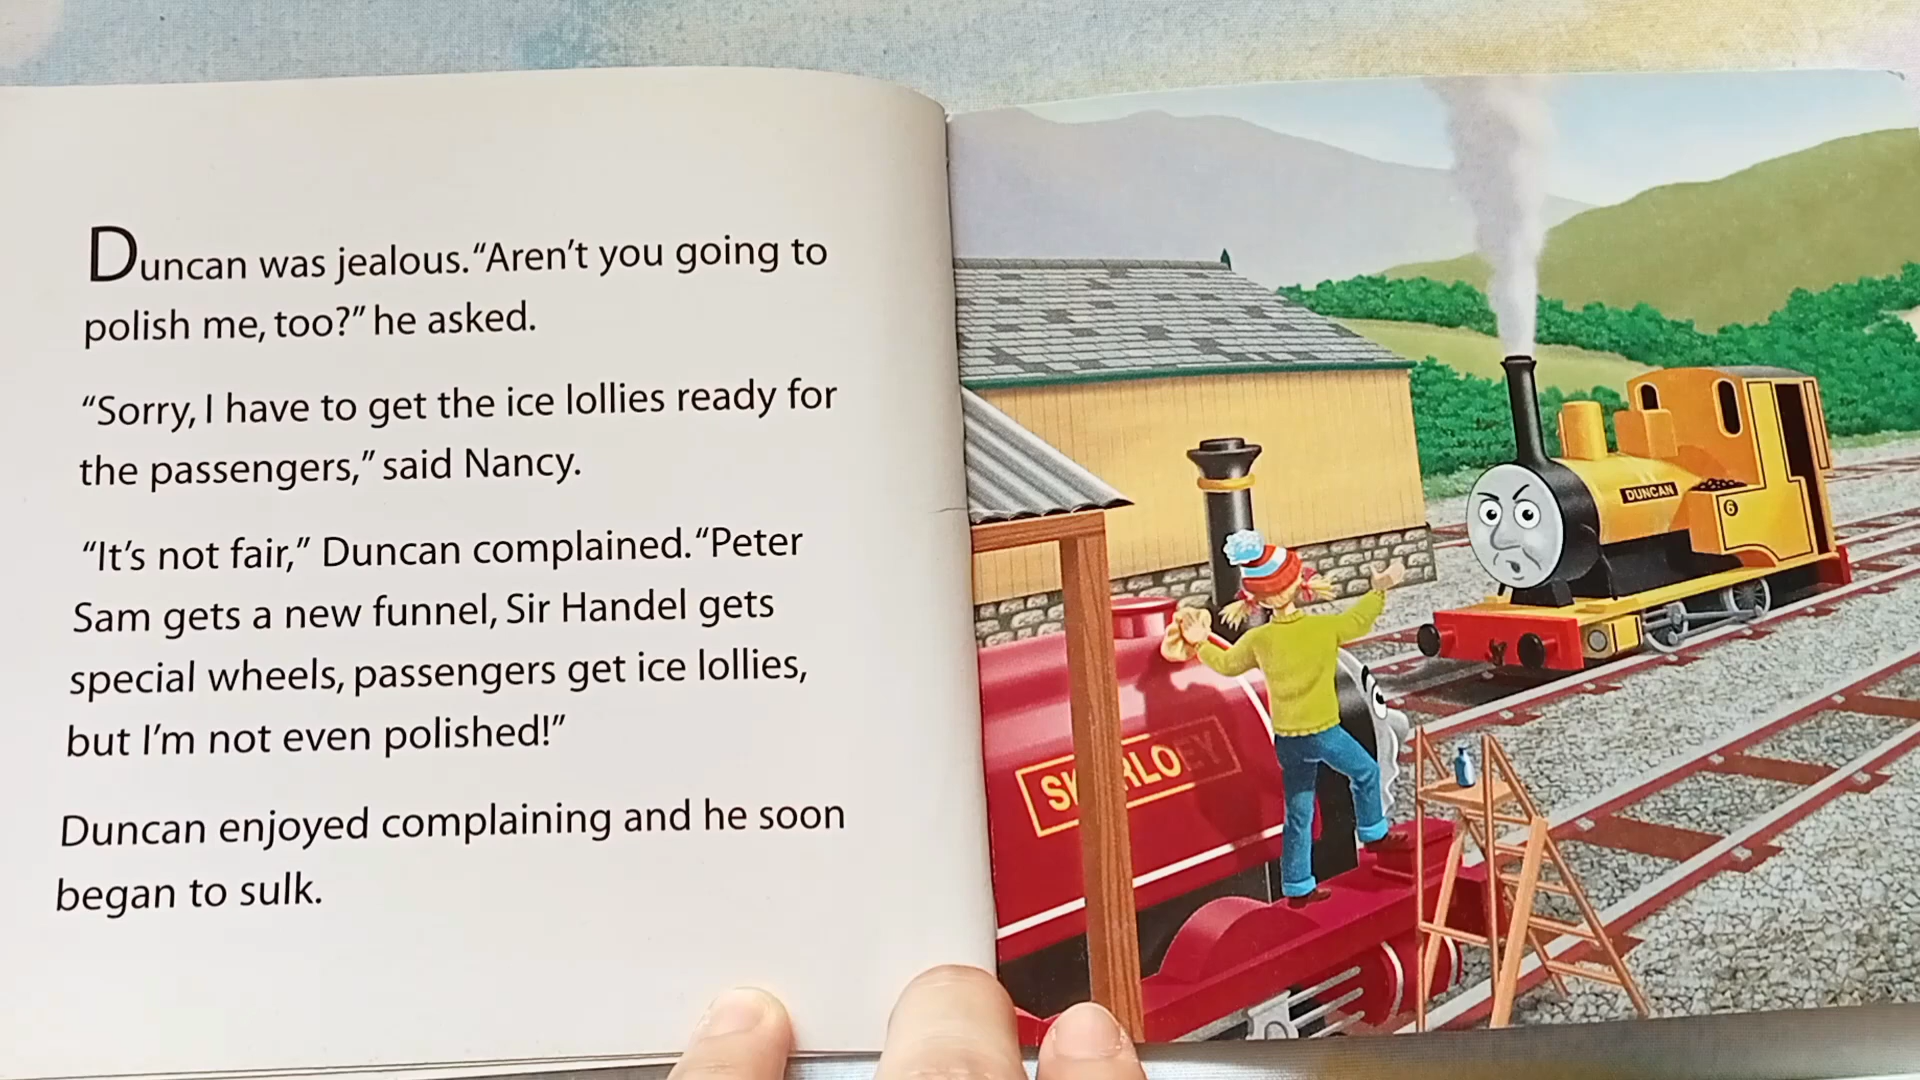 Duncan was jealous. “Aren’t you going to
polish me, too?” he asked.
“Sorry, I have to get the ice lollies ready for
the passengers,” said Nancy.
“It’s not fair,” Duncan complained. “Peter
Sam gets a new funnel, Sir Handel gets
special wheels, passengers get ice lollies,
but I’m not even polished!”
Duncan enjoyed complaining and he soon
began to sulk.
DUNCAN
6